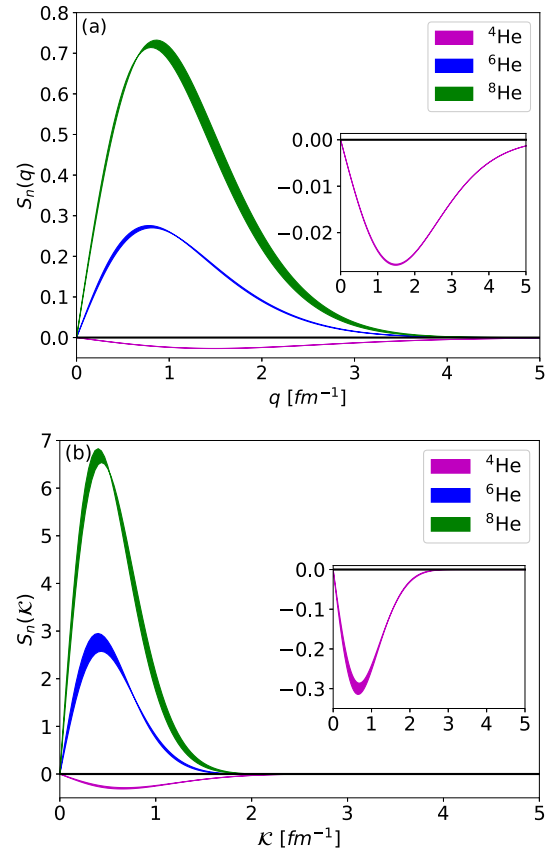 (a)
⁴He
⁶He
⁸He
0.8
0.7
0.6
0.5
0.4
0.3
0.2
0.1
0.0
Sₙ(q)
0.00
−0.01
−0.02
0 1 2 3 4 5
0 1 2 3 4 5
q [fm⁻¹]
(b)
⁴He
⁶He
⁸He
7
6
5
4
3
2
1
0
Sₙ(𝒦)
0.0
−0.1
−0.2
−0.3
0 1 2 3 4 5
0 1 2 3 4 5
𝒦 [fm⁻¹]